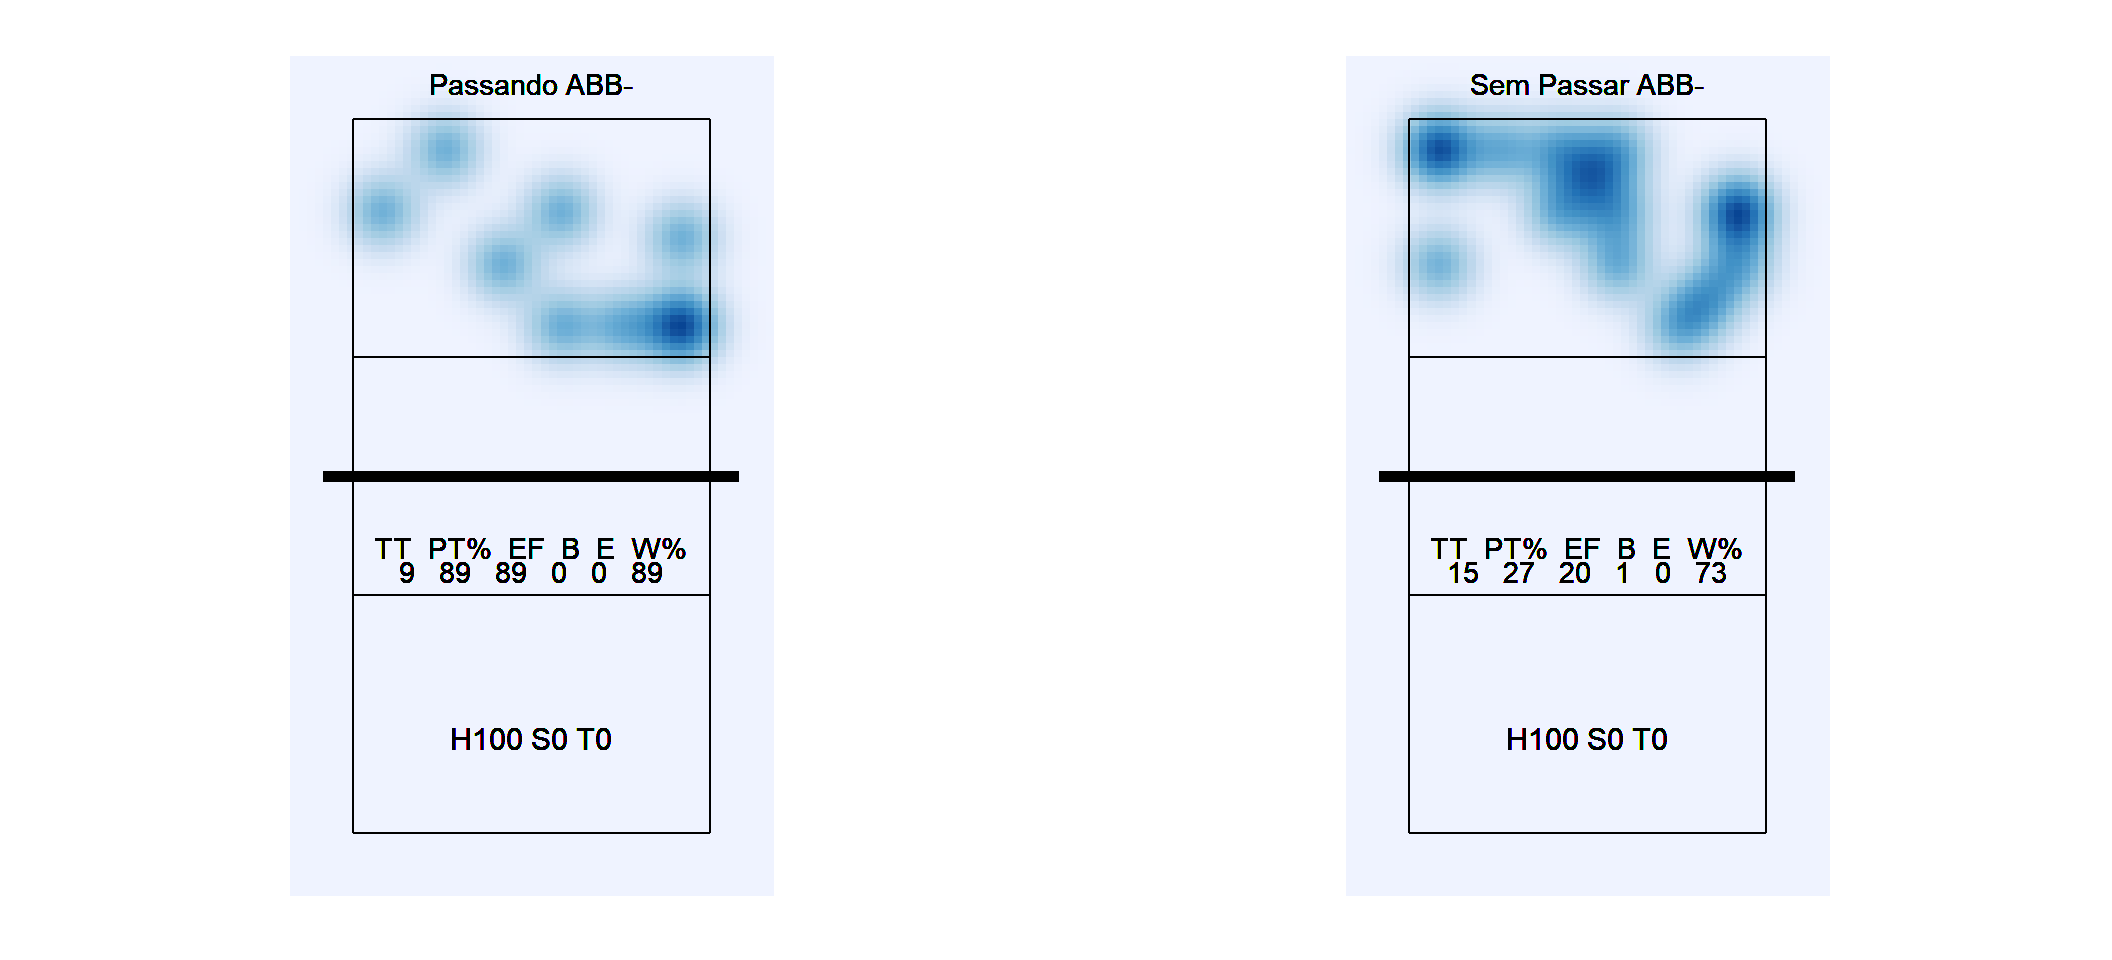 Passando ABB-
TT PT% EF B E W%
9 89 89 0 0 89
H100 S0 T0
Sem Passar ABB-
TT PT% EF B E W%
15 27 20 1 0 73
H100 S0 T0